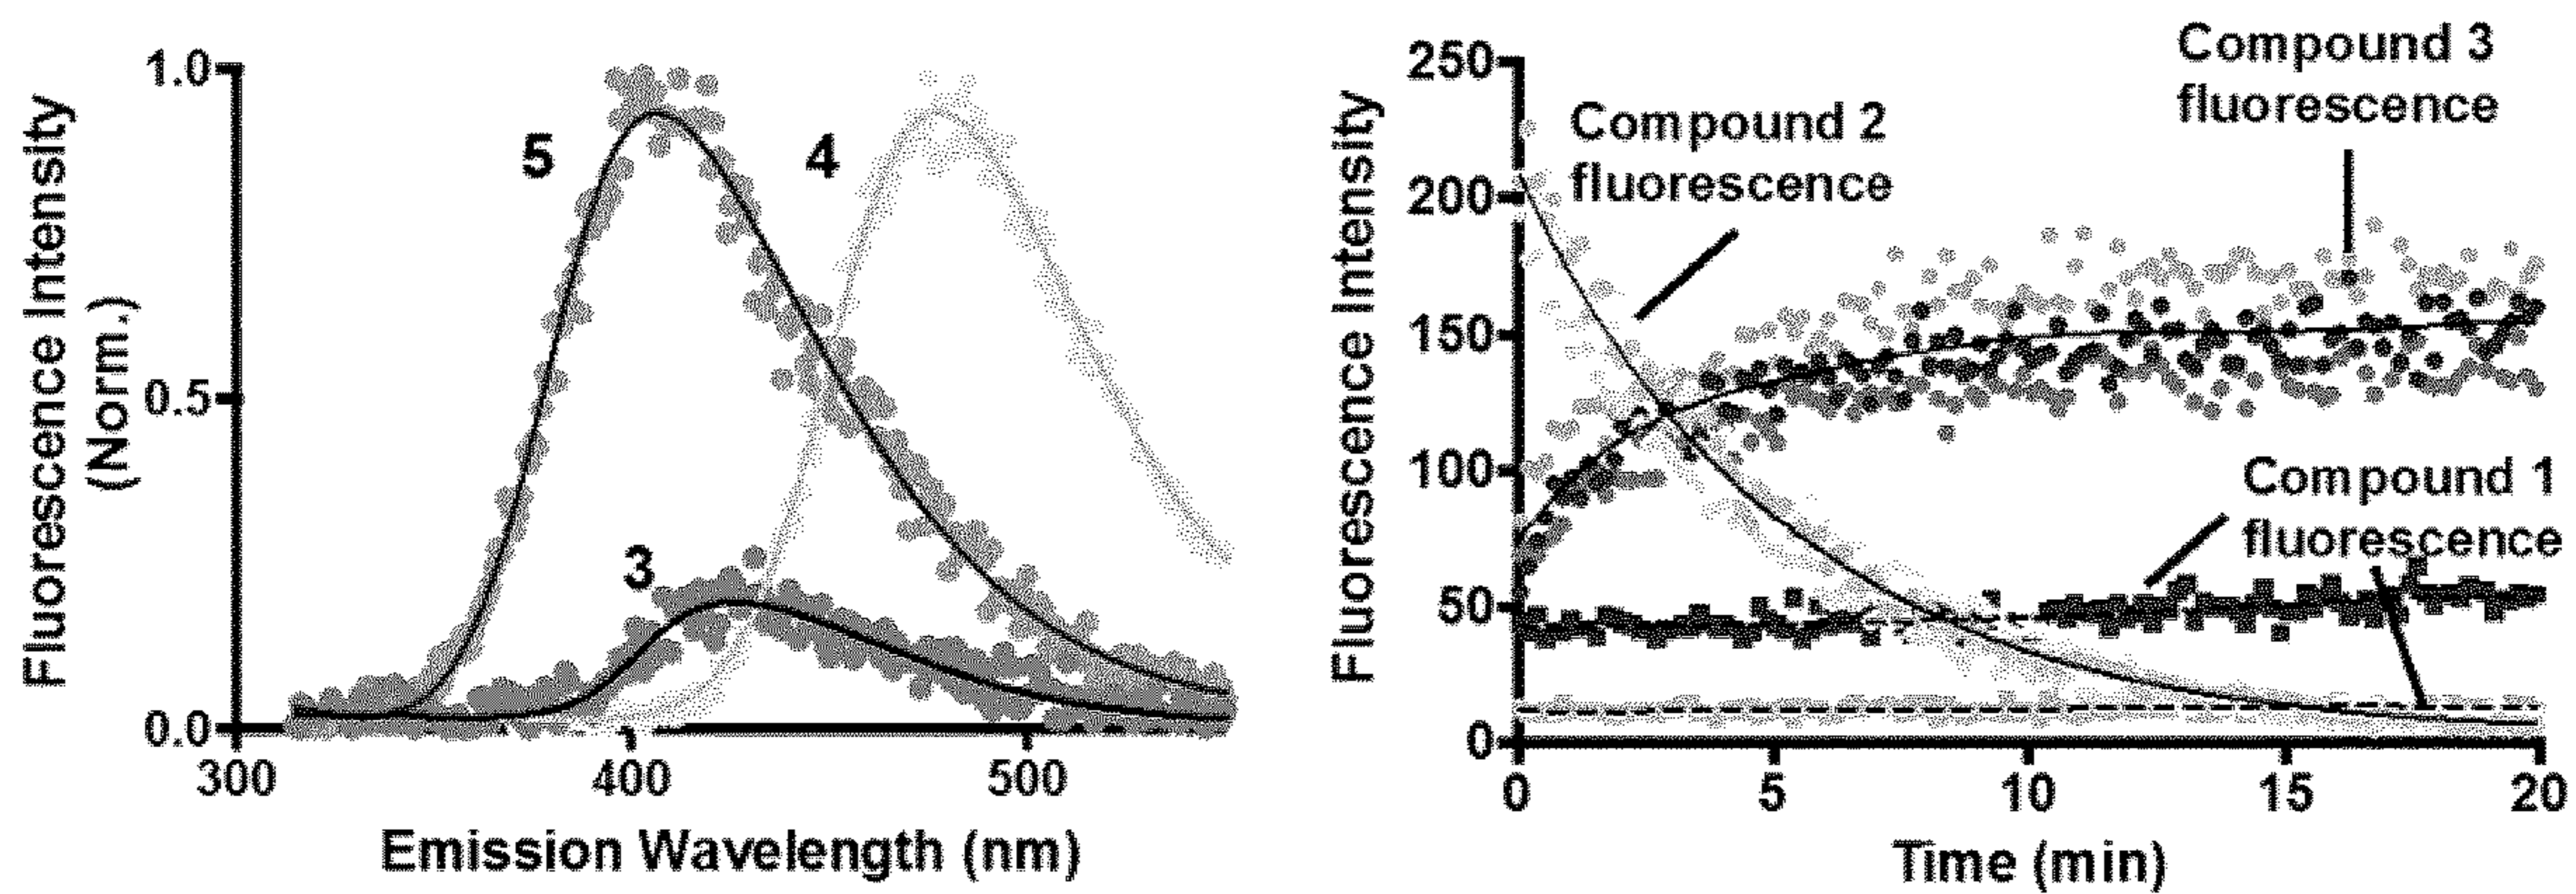 Fluorescence Intensity
(Norm.)
1.0
0.5
0.0
5
4
3
300
400
500
Emission Wavelength (nm)
Fluorescence Intensity
250
200
150
100
50
0
Compound 2
fluorescence
Compound 3
fluorescence
Compound 1
fluorescence
0
5
10
15
20
Time (min)